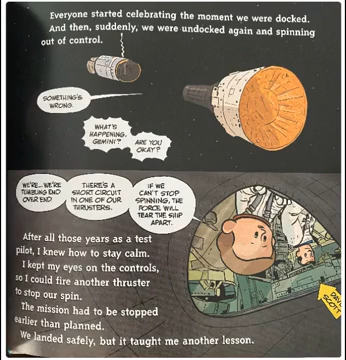 Everyone started celebrating the moment we were docked.
And then, suddenly, we were undocked again and spinning
out of control.
SOMETHING'S
WRONG.
WHAT'S
HAPPENING,
GEMINI?
ARE YOU
OKAY?
WE'RE... WE'RE
TUMBLING END
OVER END
THERE'S A
SHORT CIRCUIT
IN ONE OF OUR
THRUSTERS.
IF WE
CAN'T STOP
SPINNING, THE
FORCE WILL
TEAR THE SHIP
APART.
After all those years as a test
pilot, I knew how to stay calm.
I kept my eyes on the controls,
so I could fire another thruster
to stop our spin.
The mission had to be stopped
earlier than planned.
We landed safely, but it taught me another lesson.
SCOTT